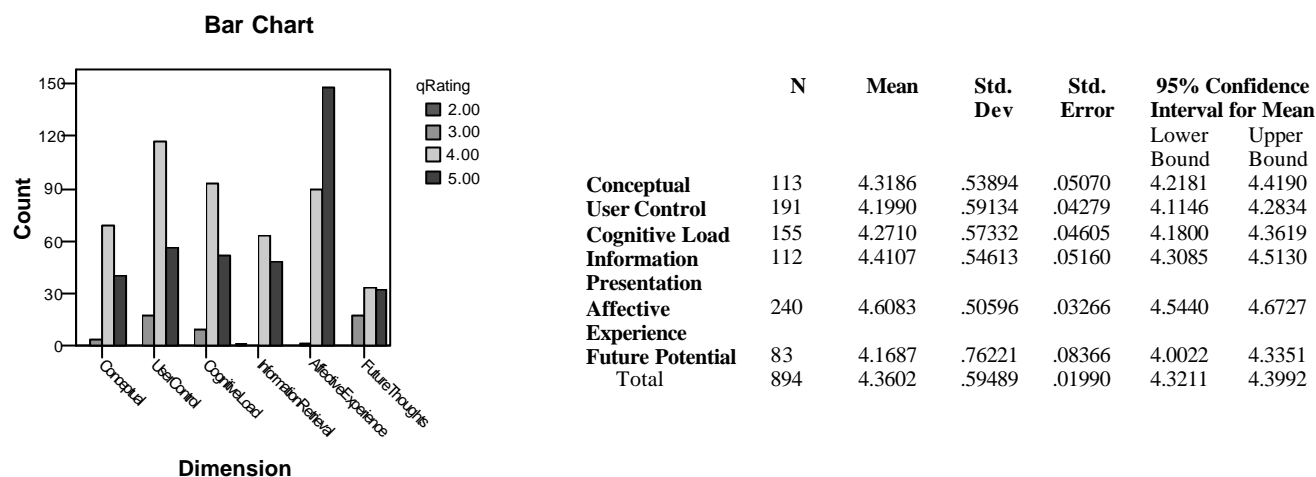 Bar Chart
150
120
90
60
30
0
Count
qRating
2.00
3.00
4.00
5.00
Conceptual
UserControl
CognitiveLoad
InformationRetrieval
AffectiveExperience
FutureThoughts
Dimension
N Mean Std. Std. 95% Confidence
Dev Error Interval for Mean
Lower Upper
Bound Bound
Conceptual 113 4.3186 .53894 .05070 4.2181 4.4190
User Control 191 4.1990 .59134 .04279 4.1146 4.2834
Cognitive Load 155 4.2710 .57332 .04605 4.1800 4.3619
Information 112 4.4107 .54613 .05160 4.3085 4.5130
Presentation
Affective 240 4.6083 .50596 .03266 4.5440 4.6727
Experience
Future Potential 83 4.1687 .76221 .08366 4.0022 4.3351
Total 894 4.3602 .59489 .01990 4.3211 4.3992